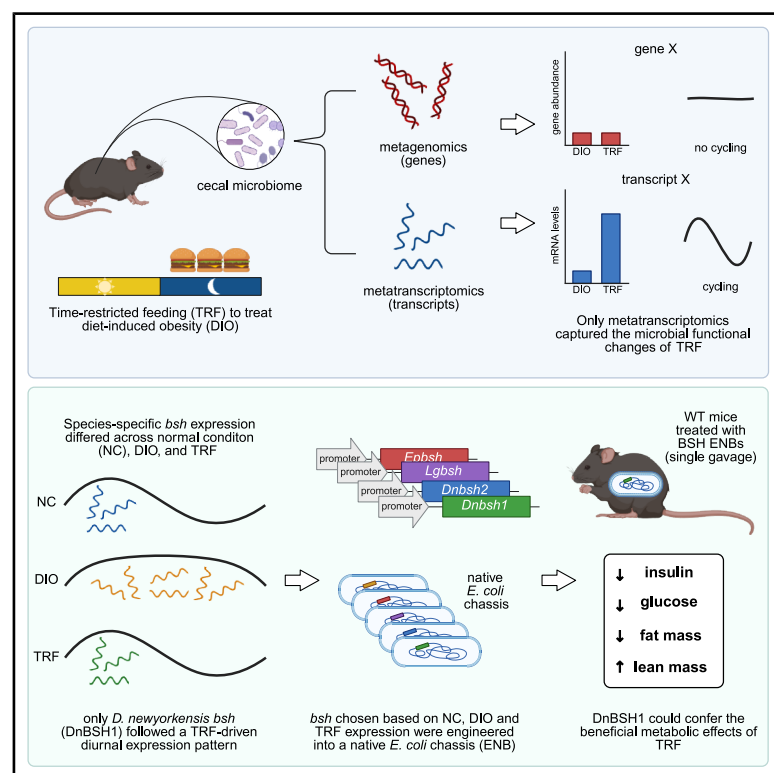 cecal microbiome
Time-restricted feeding (TRF) to treat
diet-induced obesity (DIO)
metagenomics
(genes)
metatranscriptomics
(transcripts)
gene X
gene abundance
DIO
TRF
no cycling
transcript X
mRNA levels
DIO
TRF
cycling
Only metatranscriptomics
captured the microbial functional
changes of TRF
Species-specific bsh expression
differed across normal conditon
(NC), DIO, and TRF
NC
DIO
TRF
only D. newyorkensis bsh
(DnBSH1) followed a TRF-driven
diurnal expression pattern
promoter
Epbsh
promoter
Lgbsh
promoter
Dnbsh2
promoter
Dnbsh1
native
E. coli
chassis
bsh chosen based on NC, DIO and
TRF expression were engineered
into a native E. coli chassis (ENB)
WT mice
treated with
BSH ENBs
(single gavage)
↓ insulin
↓ glucose
↓ fat mass
↑ lean mass
DnBSH1 could confer the
beneficial metabolic effects of
TRF